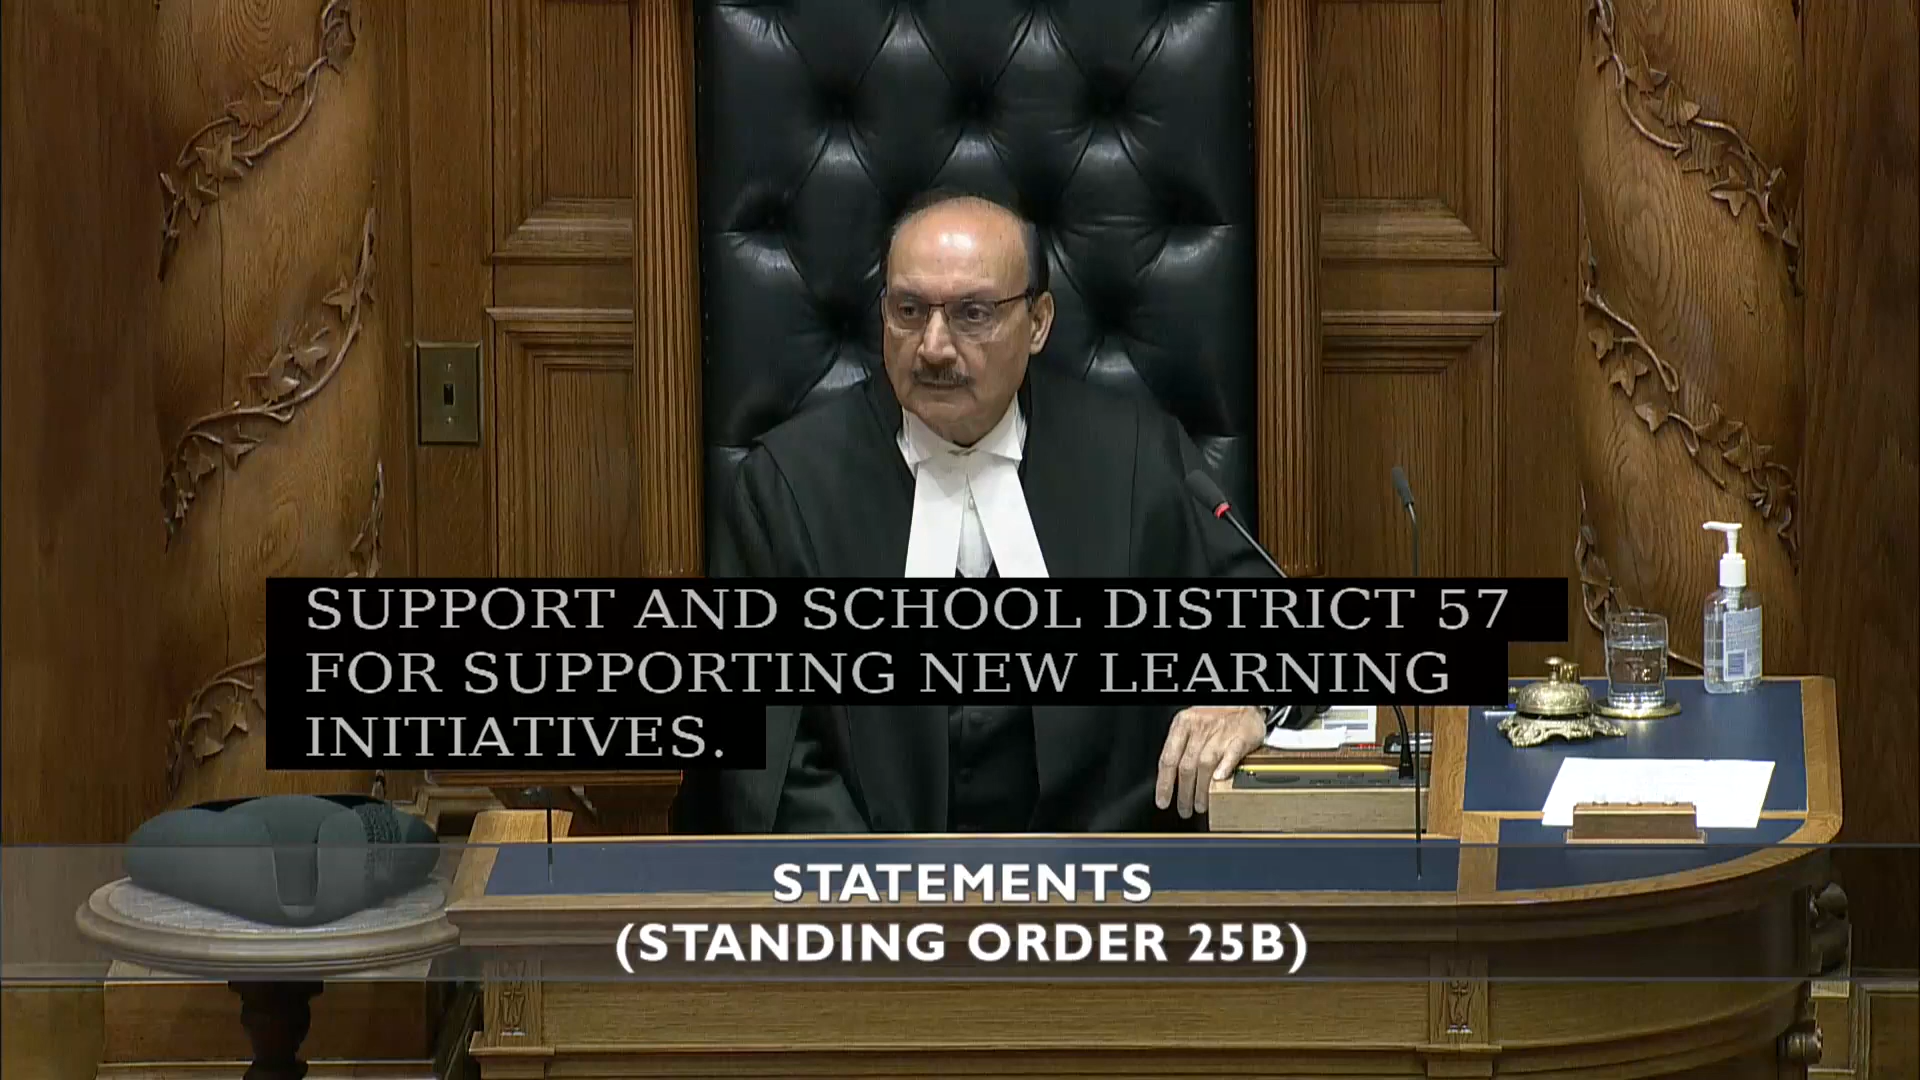 SUPPORT AND SCHOOL DISTRICT 57
FOR SUPPORTING NEW LEARNING
INITIATIVES.
STATEMENTS
(STANDING ORDER 25B)